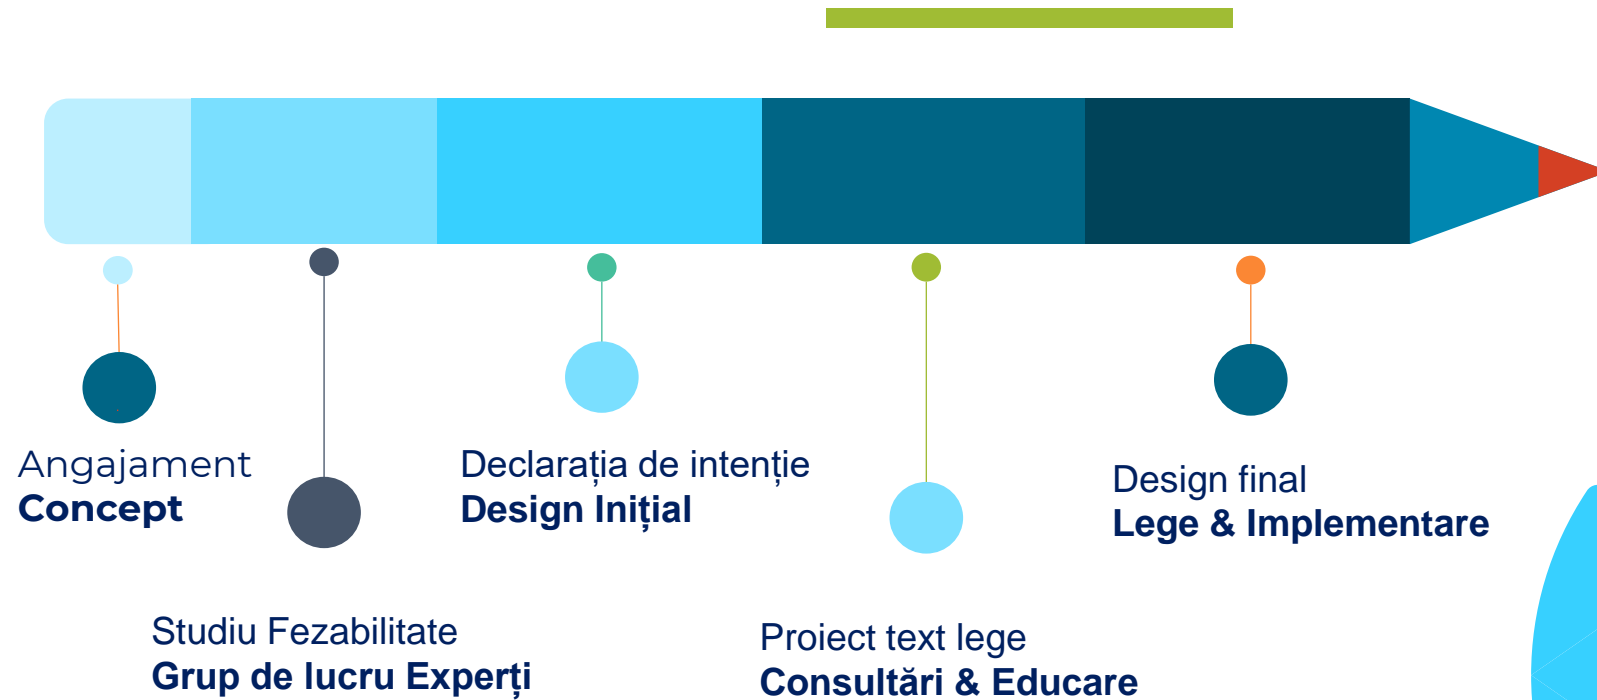 Angajament
Concept
Studiu Fezabilitate
Grup de lucru Experți
Declarația de intenție
Design Inițial
Proiect text lege
Consultări & Educare
Design final
Lege & Implementare